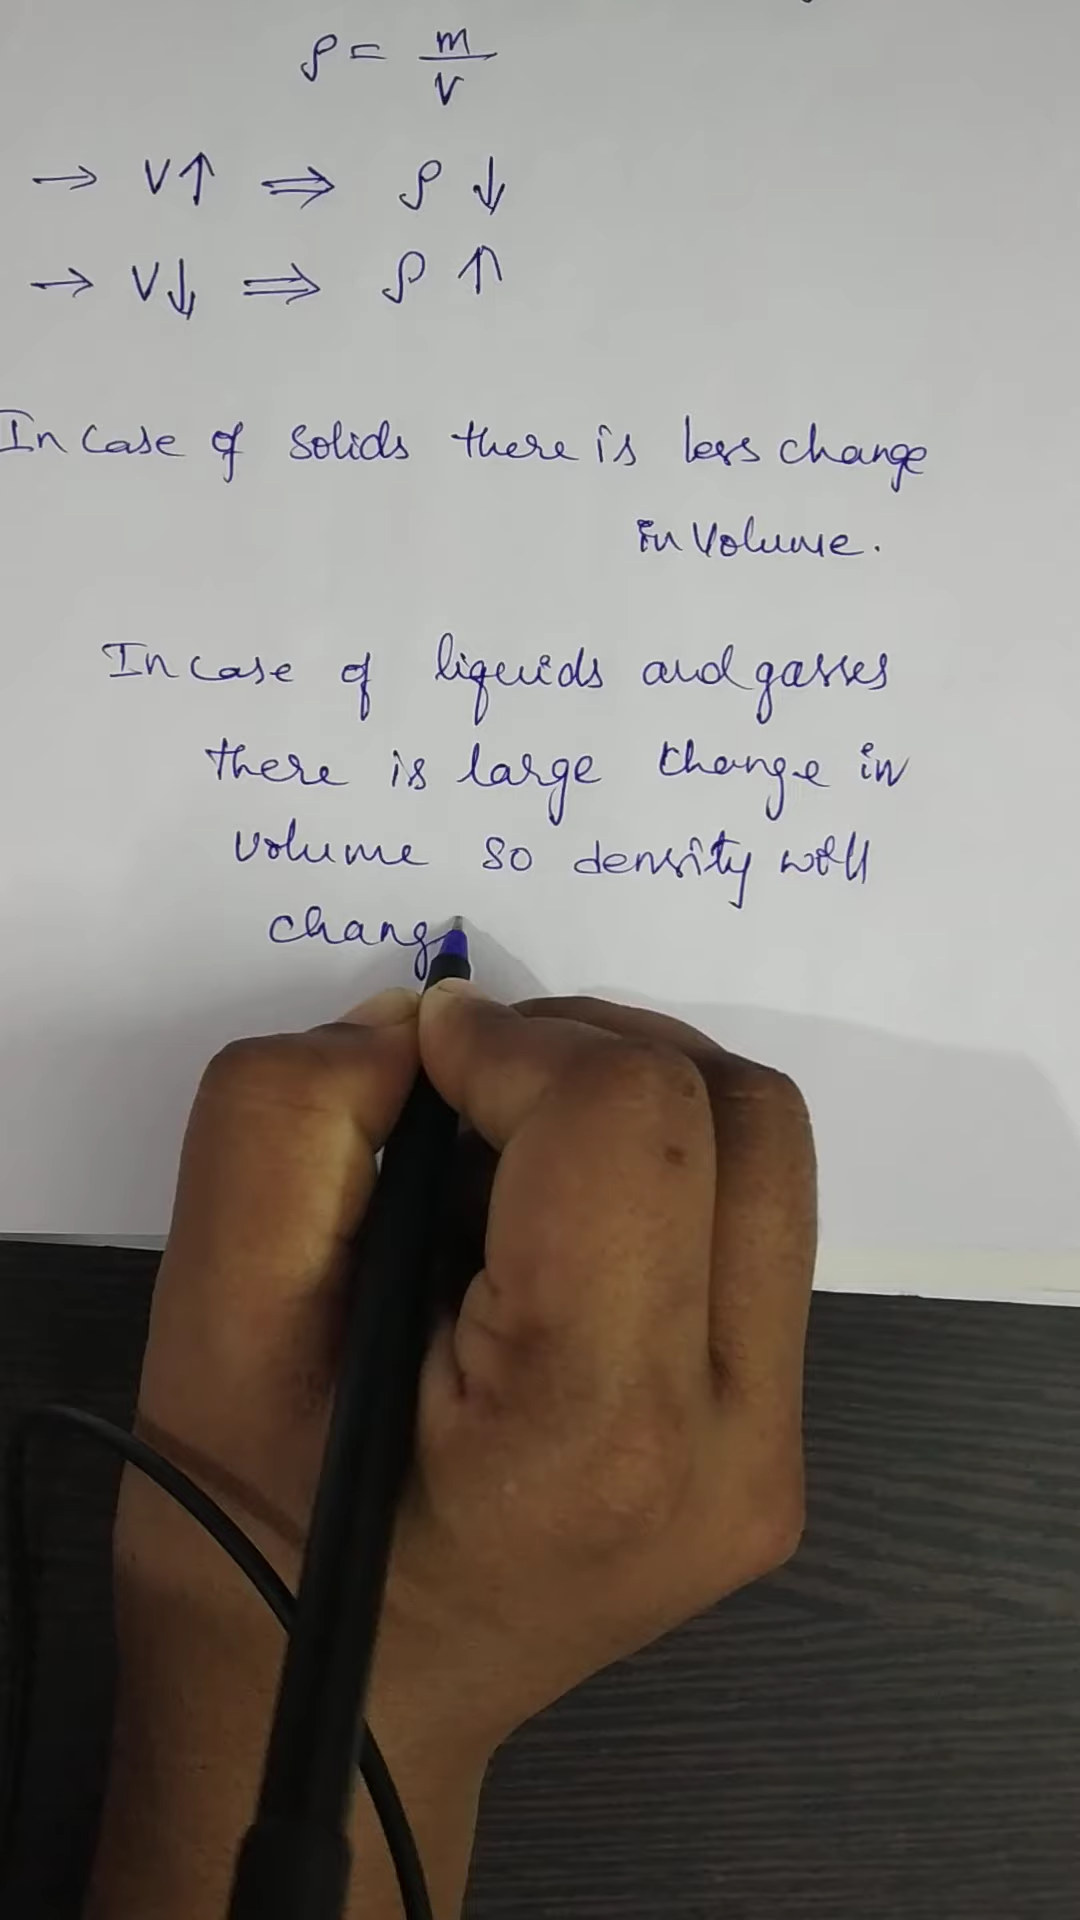 ρ = m/V
→ V↑ ⇒ ρ ↓
→ V↓ ⇒ ρ ↑
In Case of Solids there is less change
in Volume.
In case of liquids and gasses
there is large change in
volume so density will
chang